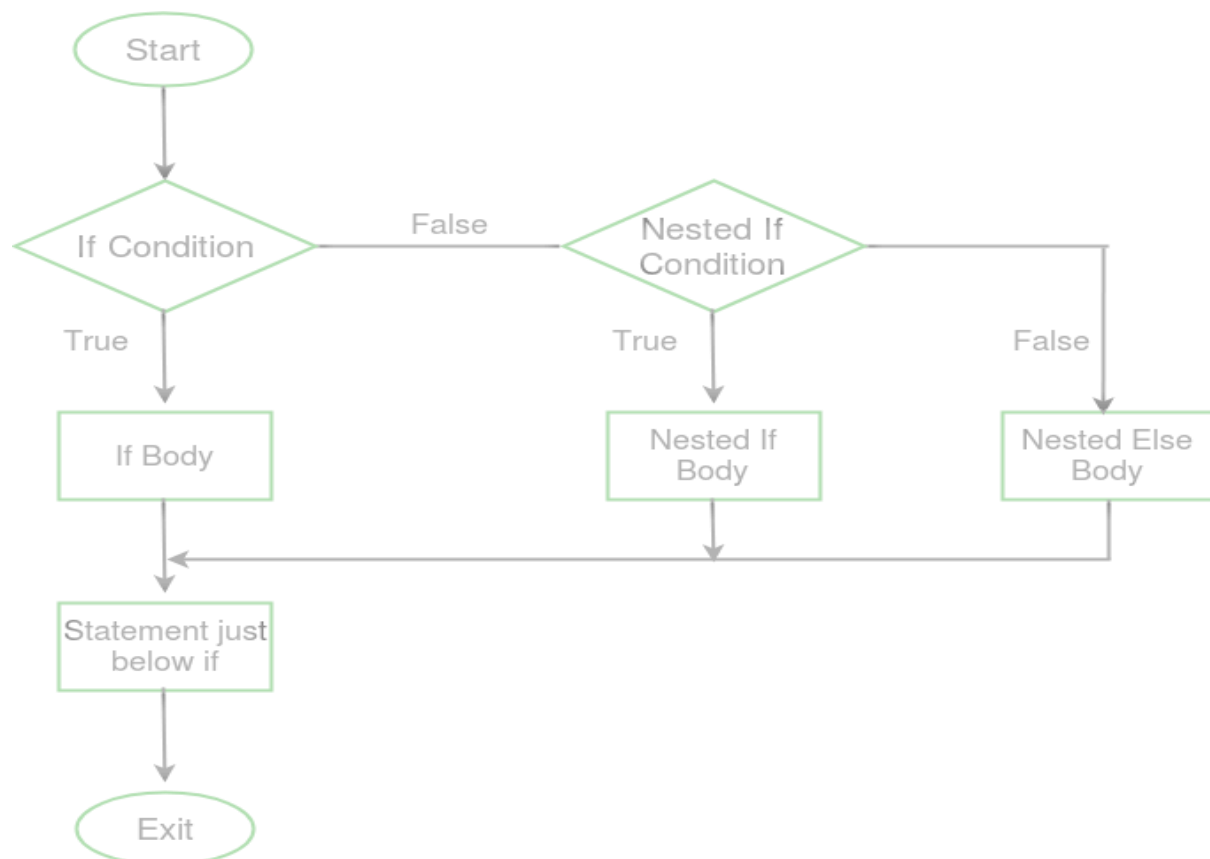 Start
If Condition
False
Nested If
Condition
True
True
False
If Body
Nested If
Body
Nested Else
Body
Statement just
below if
Exit